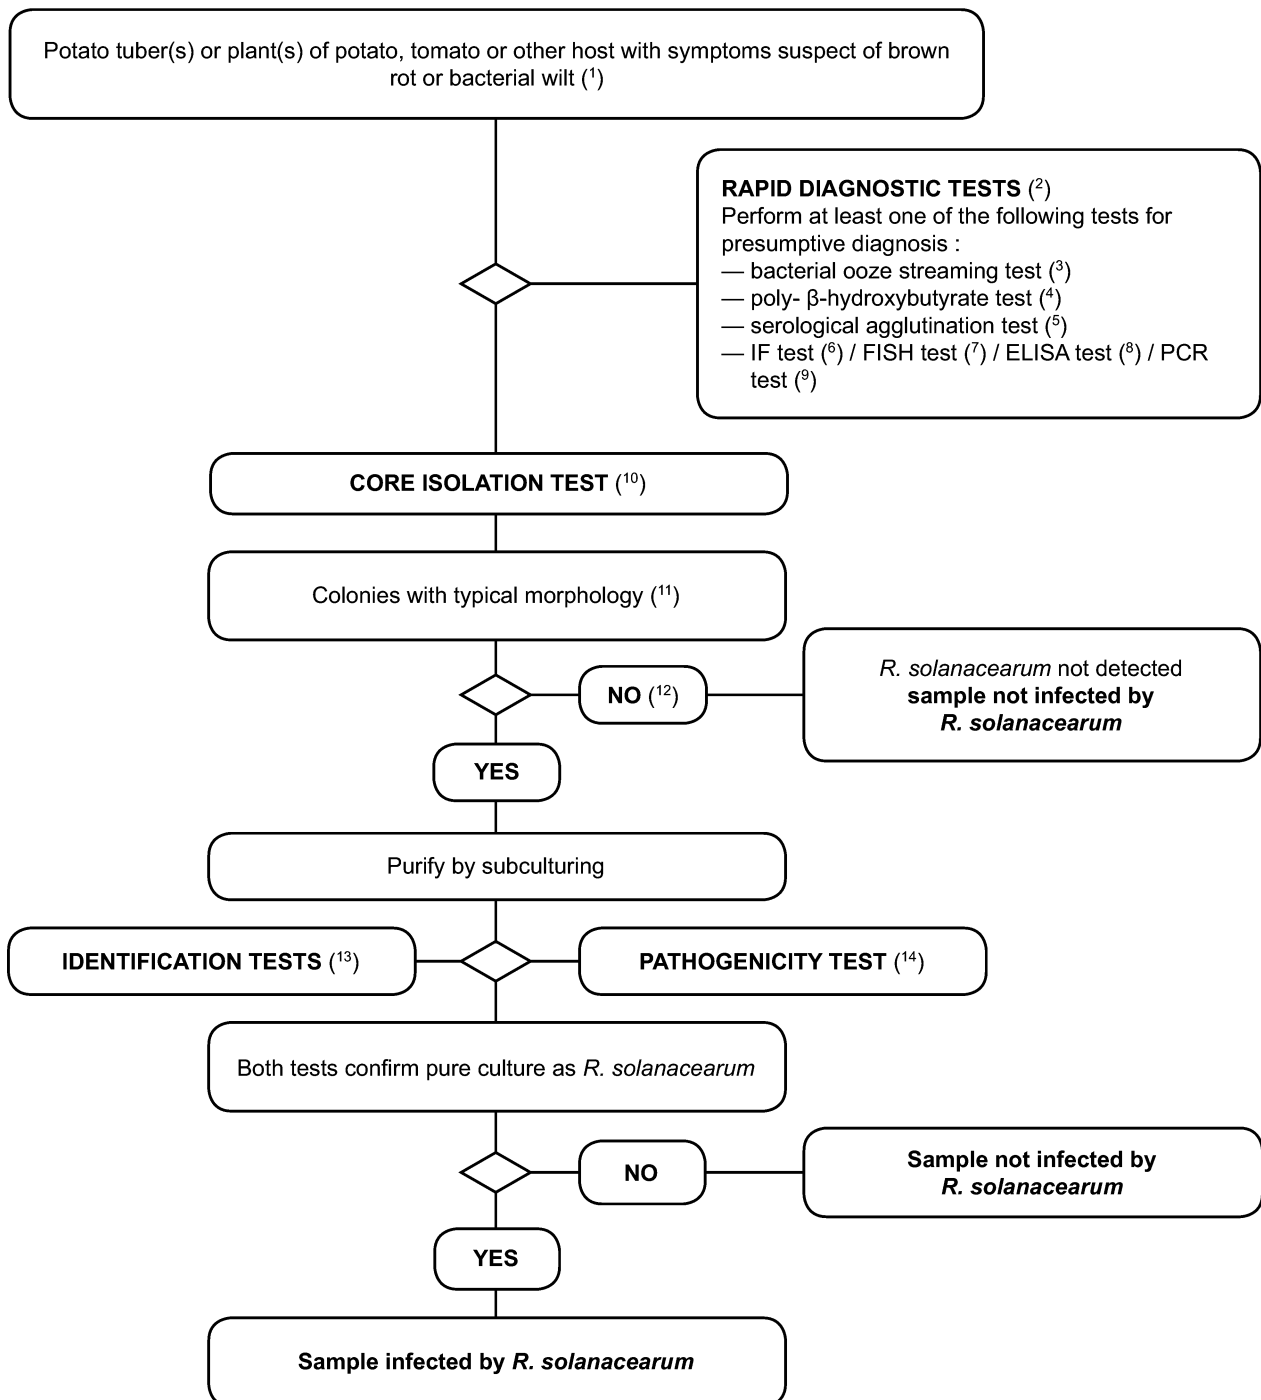 Potato tuber(s) or plant(s) of potato, tomato or other host with symptoms suspect of brown
rot or bacterial wilt (¹)
RAPID DIAGNOSTIC TESTS (²)
Perform at least one of the following tests for
presumptive diagnosis :
— bacterial ooze streaming test (³)
— poly- β-hydroxybutyrate test (⁴)
— serological agglutination test (⁵)
— IF test (⁶) / FISH test (⁷) / ELISA test (⁸) / PCR
test (⁹)
CORE ISOLATION TEST (¹⁰)
Colonies with typical morphology (¹¹)
NO (¹²)
R. solanacearum not detected
sample not infected by
R. solanacearum
YES
Purify by subculturing
IDENTIFICATION TESTS (¹³)
PATHOGENICITY TEST (¹⁴)
Both tests confirm pure culture as R. solanacearum
NO
Sample not infected by
R. solanacearum
YES
Sample infected by R. solanacearum